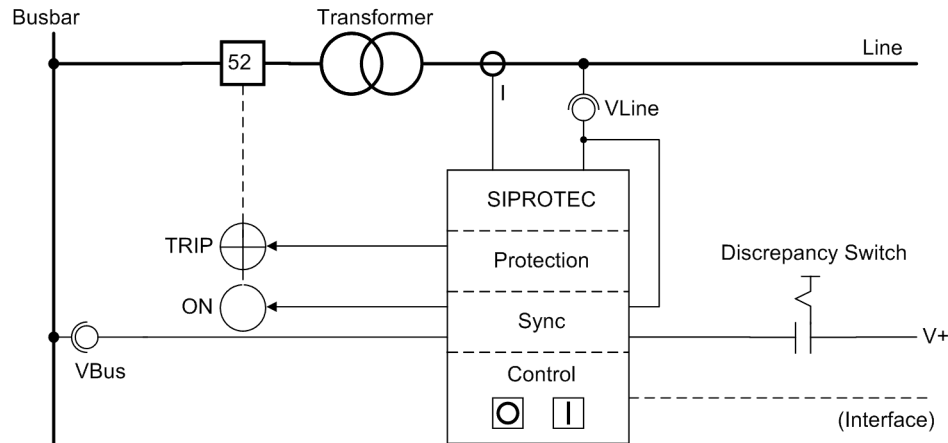 Busbar
Transformer
52
Line
I
VLine
SIPROTEC
TRIP
Protection
Discrepancy Switch
ON
Sync
V+
VBus
Control
(Interface)